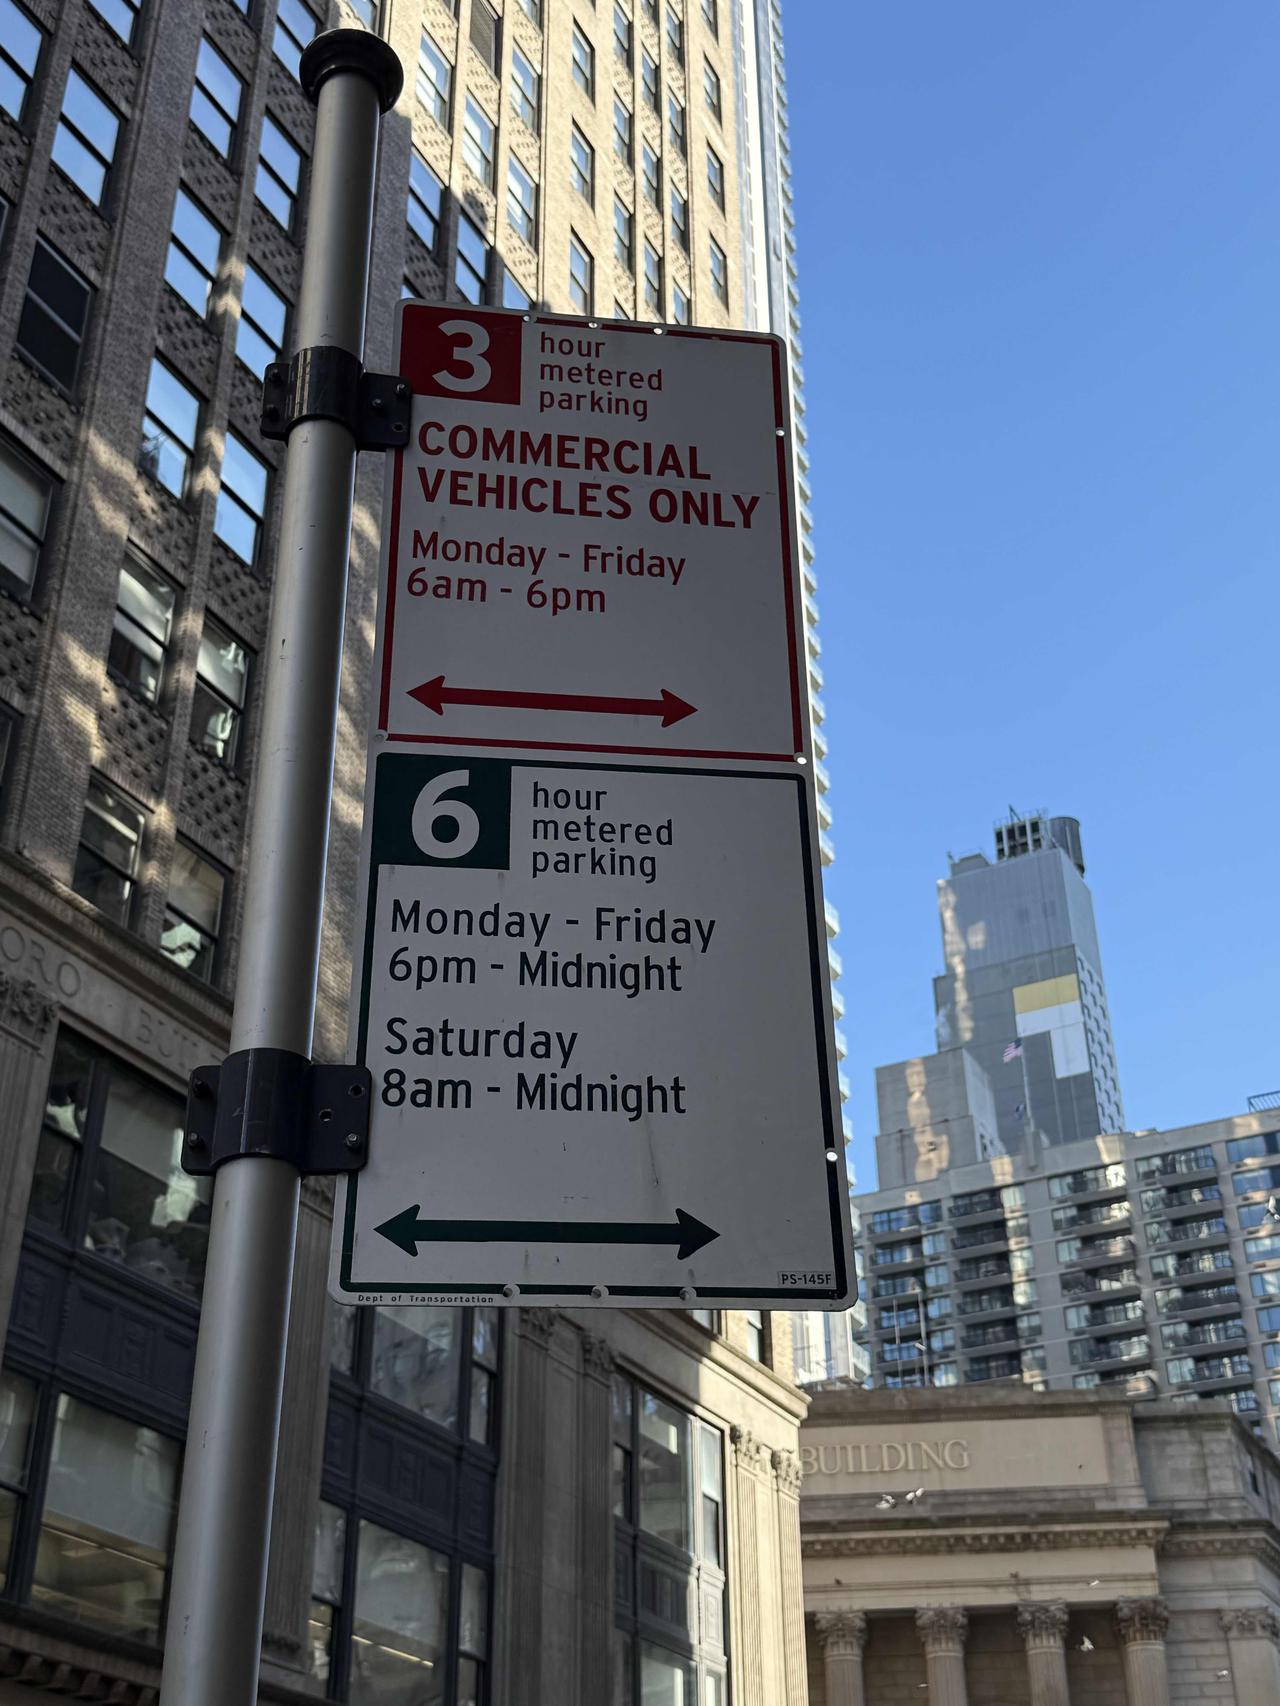 3 hour
metered
parking
COMMERCIAL
VEHICLES ONLY
Monday - Friday
6am - 6pm
6 hour
metered
parking
Monday - Friday
6pm - Midnight
Saturday
8am - Midnight
PS-145F
Dept of Transportation
BUILDING